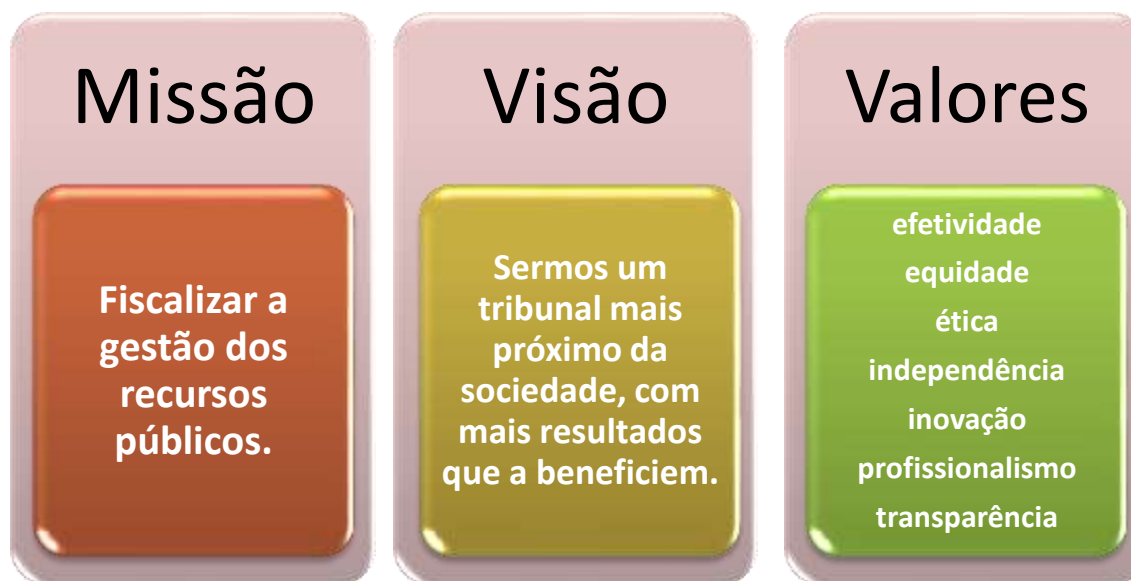 Missão
Fiscalizar a
gestão dos
recursos
públicos.
Visão
Sermos um
tribunal mais
próximo da
sociedade, com
mais resultados
que a beneficiem.
Valores
efetividade
equidade
ética
independência
inovação
profissionalismo
transparência